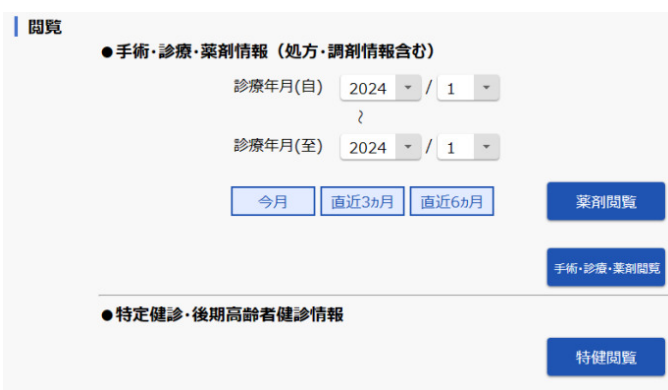 閲覧
●手術･診療･薬剤情報（処方･調剤情報含む）
診療年月(自) 2024 / 1
～
診療年月(至) 2024 / 1
今月 直近3ヵ月 直近6ヵ月 薬剤閲覧
手術･診療･薬剤閲覧
●特定健診･後期高齢者健診情報
特健閲覧